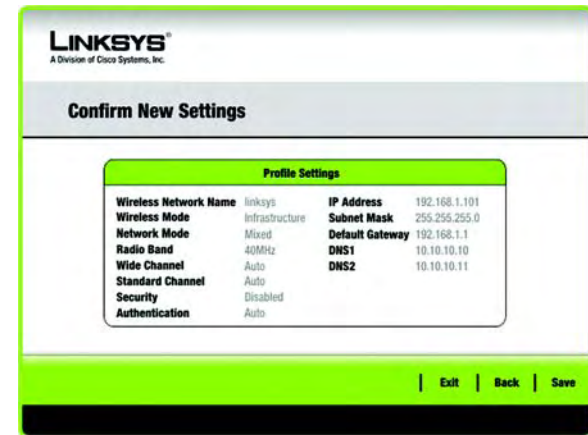 LINKSYS®
A Division of Cisco Systems, Inc.
Confirm New Settings
Profile Settings
Wireless Network Name linksys
Wireless Mode Infrastructure
Network Mode Mixed
Radio Band 40MHz
Wide Channel Auto
Standard Channel Auto
Security Disabled
Authentication Auto
IP Address 192.168.1.101
Subnet Mask 255.255.255.0
Default Gateway 192.168.1.1
DNS1 10.10.10.10
DNS2 10.10.10.11
Exit | Back | Save